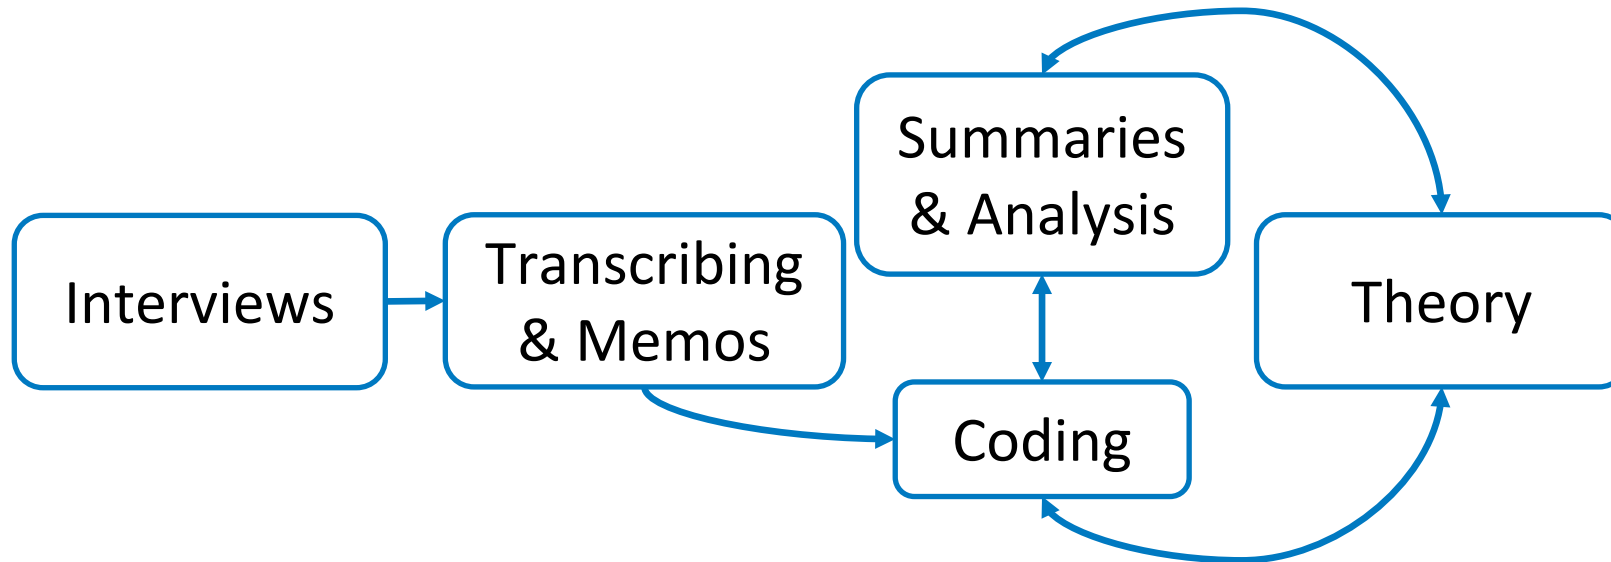 Interviews
Transcribing
& Memos
Summaries
& Analysis
Coding
Theory